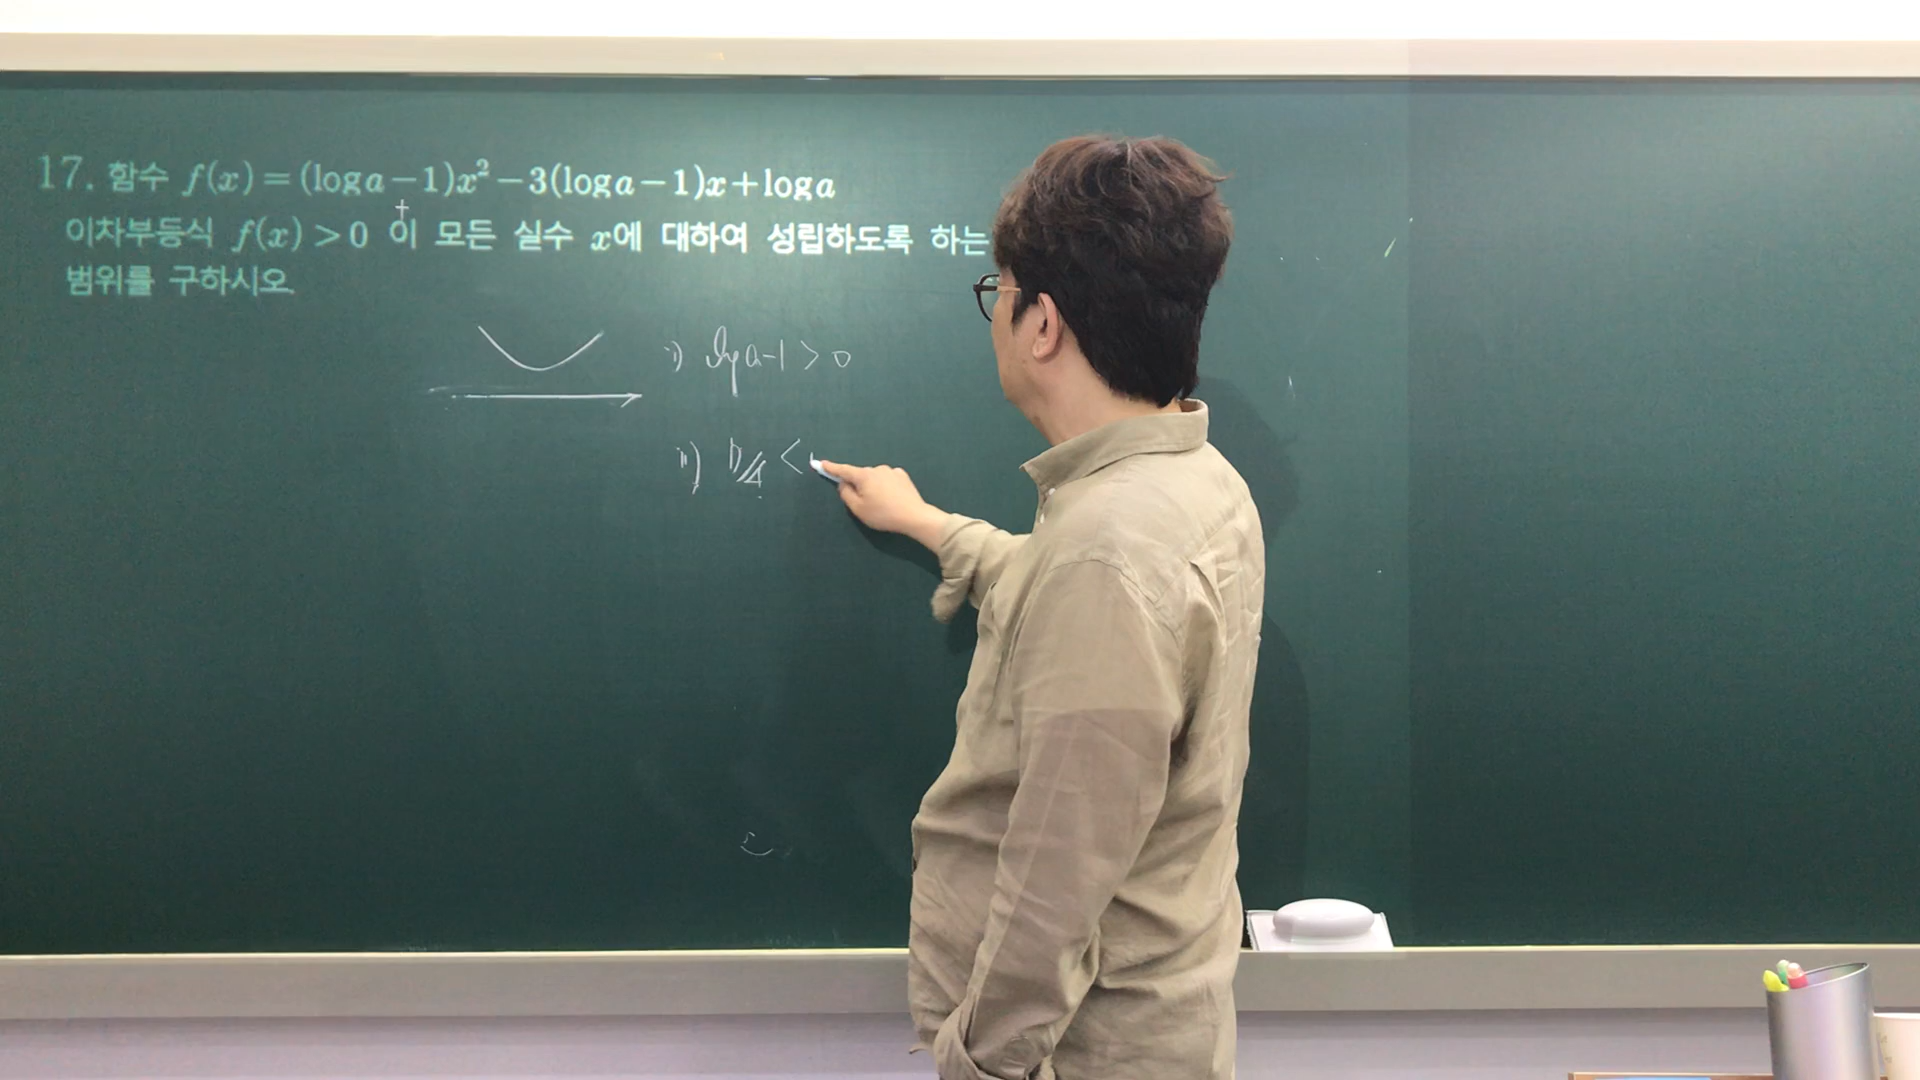 17. 함수 f(x)=(log a−1)x²−3(log a−1)x+log a
이차부등식 f(x)>0 이 모든 실수 x에 대하여 성립하도록 하는
범위를 구하시오.
i) log a-1 > 0
ii) D/4 <